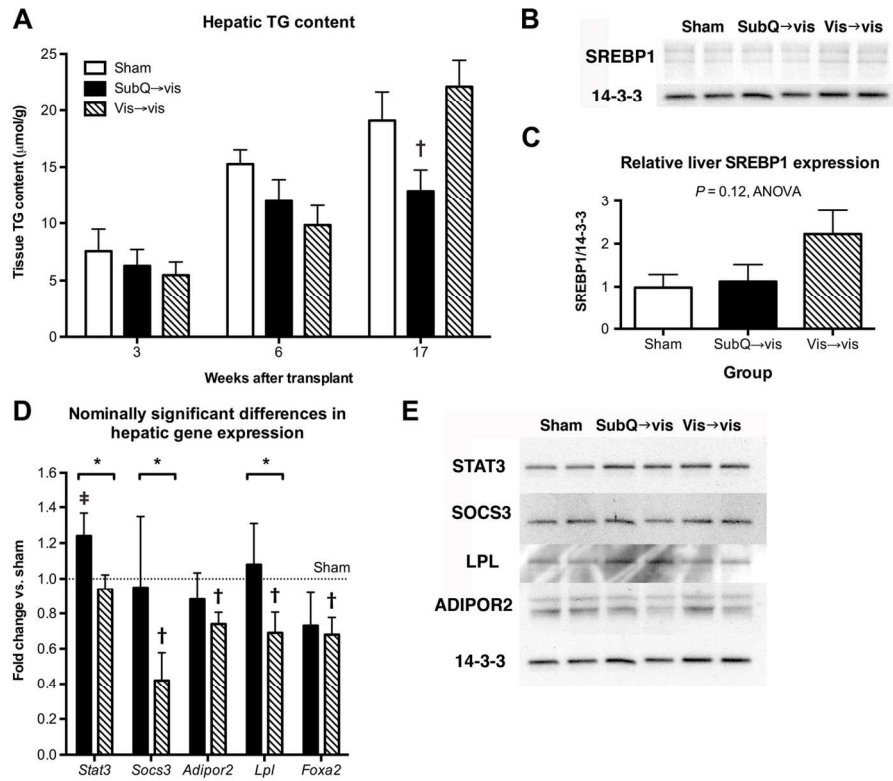 A
Hepatic TG content
Tissue TG content (μmol/g)
25
20
15
10
5
0
Sham
SubQ→vis
Vis→vis
†
3
6
17
Weeks after transplant
B
Sham SubQ→vis Vis→vis
SREBP1
14-3-3
C
Relative liver SREBP1 expression
P = 0.12, ANOVA
SREBP1/14-3-3
3
2
1
0
Sham
SubQ→vis
Vis→vis
Group
D
Nominally significant differences in
hepatic gene expression
Fold change vs. sham
1.6
1.4
1.2
1.0
0.8
0.6
0.4
0.2
0.0
* * *
‡
Sham
† † † †
Stat3 Socs3 Adipor2 Lpl Foxa2
E
Sham SubQ→vis Vis→vis
STAT3
SOCS3
LPL
ADIPOR2
14-3-3